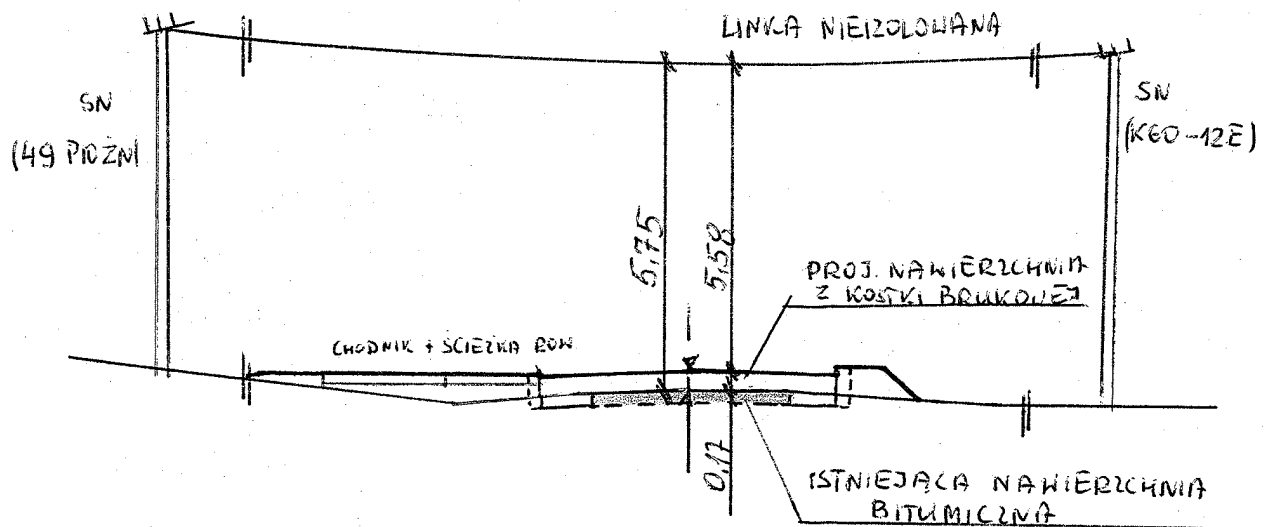 LINKA NIEIZOLOWANA
SN
(49 PIOŻN)
SN
(KGO-12E)
5,75
5,58
PROJ. NAWIERZCHNIA
Z KOSTKI BRUKOWEJ
CHODNIK + ŚCIEŻKA ROW
0,17
ISTNIEJĄCA NAWIERZCHNIA
BITUMICZNA